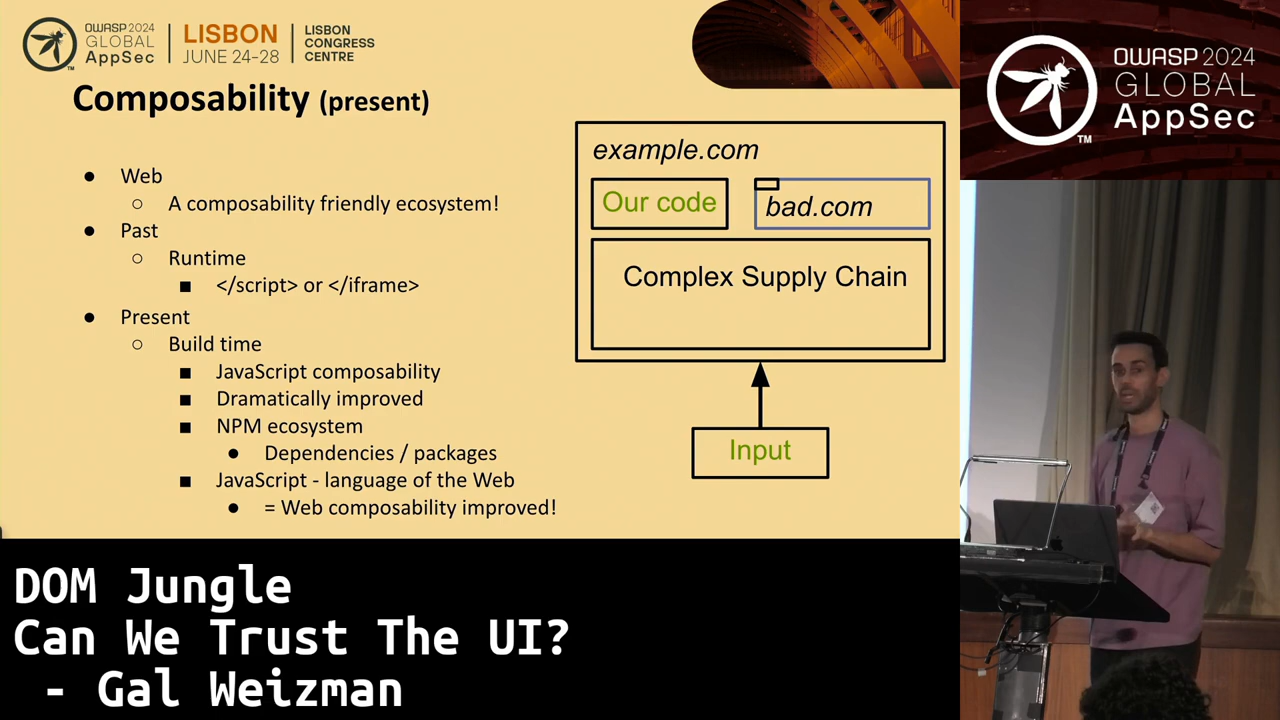 OWASP 2024
GLOBAL
AppSec
LISBON
JUNE 24-28
LISBON
CONGRESS
CENTRE
TM
Composability (present)
● Web
○ A composability friendly ecosystem!
● Past
○ Runtime
■ </script> or </iframe>
● Present
○ Build time
■ JavaScript composability
■ Dramatically improved
■ NPM ecosystem
● Dependencies / packages
■ JavaScript - language of the Web
● = Web composability improved!
example.com
Our code
bad.com
Complex Supply Chain
Input
OWASP 2024
GLOBAL
AppSec
TM
DOM Jungle
Can We Trust The UI?
- Gal Weizman